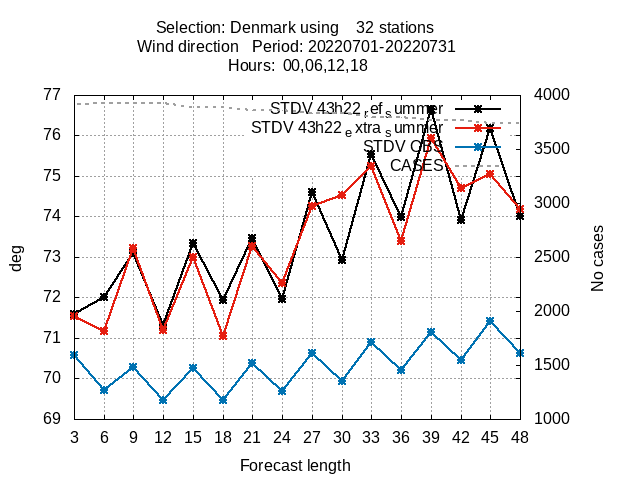 Selection: Denmark using    32 stations
Wind direction   Period: 20220701-20220731
Hours:  00,06,12,18
77 4000
STDV 43h22_ref_summer
STDV 43h22_extra_summer
STDV OBS
CASES
76 3500
75
74 3000
73 2500
72 2000
71
70 1500
69 1000
deg
No cases
3 6 9 12 15 18 21 24 27 30 33 36 39 42 45 48
Forecast length